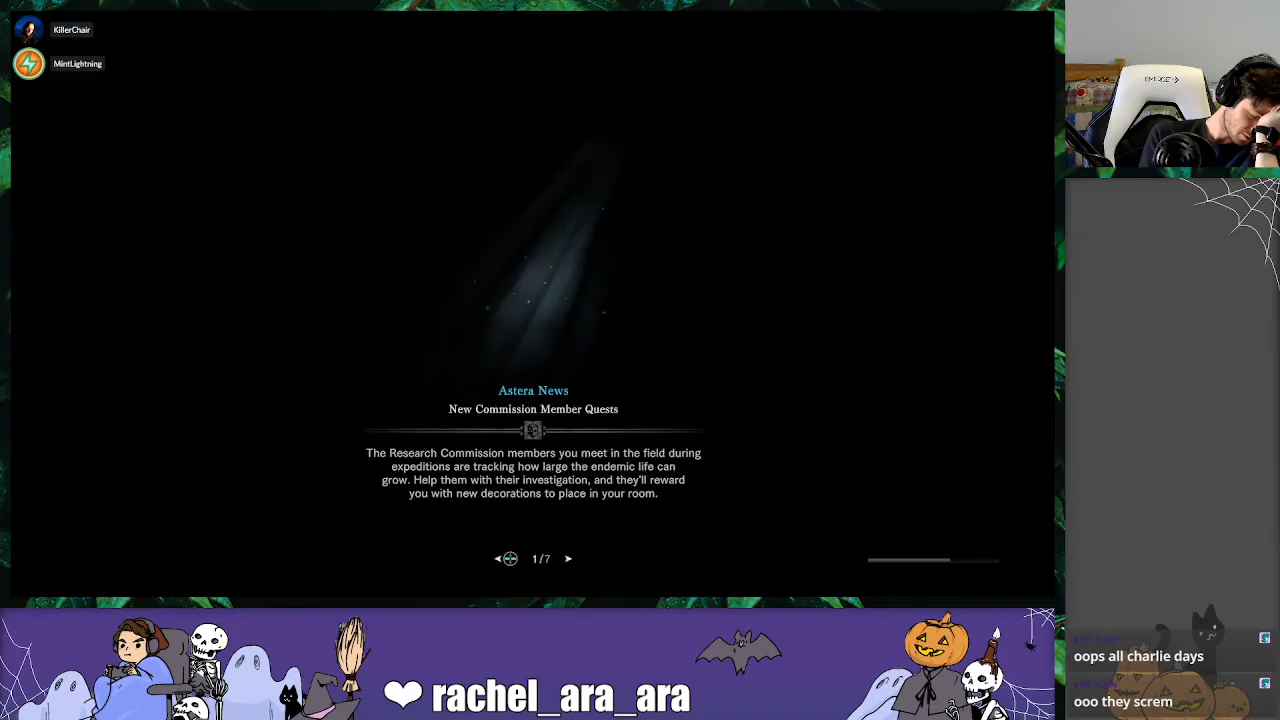 KillerChair
MintLightning
EMERGE
Astera News
New Commission Member Quests
The Research Commission members you meet in the field during
expeditions are tracking how large the endemic life can
grow. Help them with their investigation, and they'll reward
you with new decorations to place in your room.
1/7
oops all charlie days
ooo they screm
rachel_ara_ara